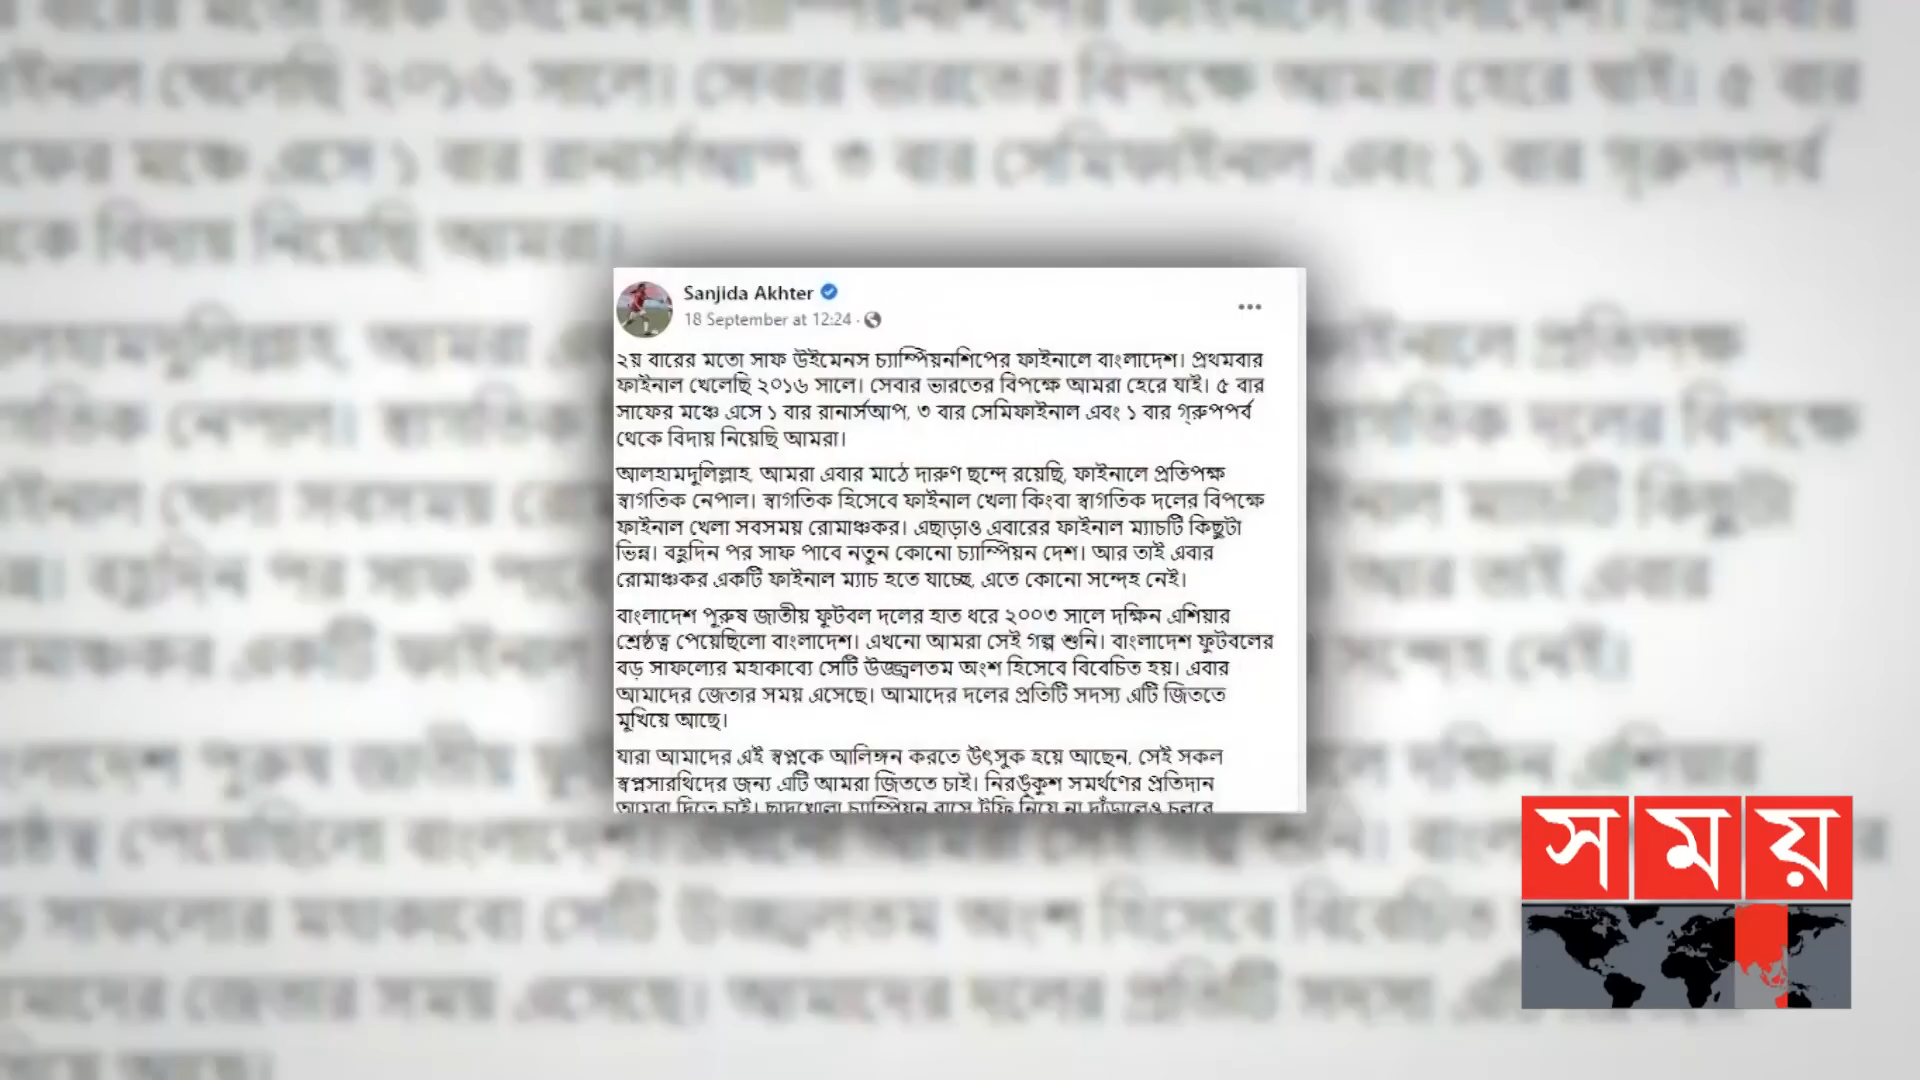 Sanjida Akhter
18 September at 12:24 ·
২য় বারের মতো সাফ উইমেনস চ্যাম্পিয়নশিপের ফাইনালে বাংলাদেশ। প্রথমবার
ফাইনাল খেলেছি ২০১৬ সালে। সেবার ভারতের বিপক্ষে আমরা হেরে যাই। ৫ বার
সাফের মঞ্চে এসে ১ বার রানার্সআপ, ৩ বার সেমিফাইনাল এবং ১ বার গ্রুপপর্ব
থেকে বিদায় নিয়েছি আমরা।
আলহামদুলিল্লাহ, আমরা এবার মাঠে দারুণ ছন্দে রয়েছি, ফাইনালে প্রতিপক্ষ
স্বাগতিক নেপাল। স্বাগতিক হিসেবে ফাইনাল খেলা কিংবা স্বাগতিক দলের বিপক্ষে
ফাইনাল খেলা সবসময় রোমাঞ্চকর। এছাড়াও এবারের ফাইনাল ম্যাচটি কিছুটা
ভিন্ন। বহুদিন পর সাফ পাবে নতুন কোনো চ্যাম্পিয়ন দেশ। আর তাই এবার
রোমাঞ্চকর একটি ফাইনাল ম্যাচ হতে যাচ্ছে, এতে কোনো সন্দেহ নেই।
বাংলাদেশ পুরুষ জাতীয় ফুটবল দলের হাত ধরে ২০০৩ সালে দক্ষিন এশিয়ার
শ্রেষ্ঠত্ব পেয়েছিলো বাংলাদেশ। এখনো আমরা সেই গল্প শুনি। বাংলাদেশ ফুটবলের
বড় সাফল্যের মহাকাব্যে সেটি উজ্জ্বলতম অংশ হিসেবে বিবেচিত হয়। এবার
আমাদের জেতার সময় এসেছে। আমাদের দলের প্রতিটি সদস্য এটি জিততে
মুখিয়ে আছে।
যারা আমাদের এই স্বপ্নকে আলিঙ্গন করতে উৎসুক হয়ে আছেন, সেই সকল
স্বপ্নসারথিদের জন্য এটি আমরা জিততে চাই। নিরঙ্কুশ সমর্থণের প্রতিদান
আমরা দিতে চাই। ছাদখোলা চ্যাম্পিয়ন বাসে ট্রফি নিয়ে না দাঁড়ালেও চলবে
সময়